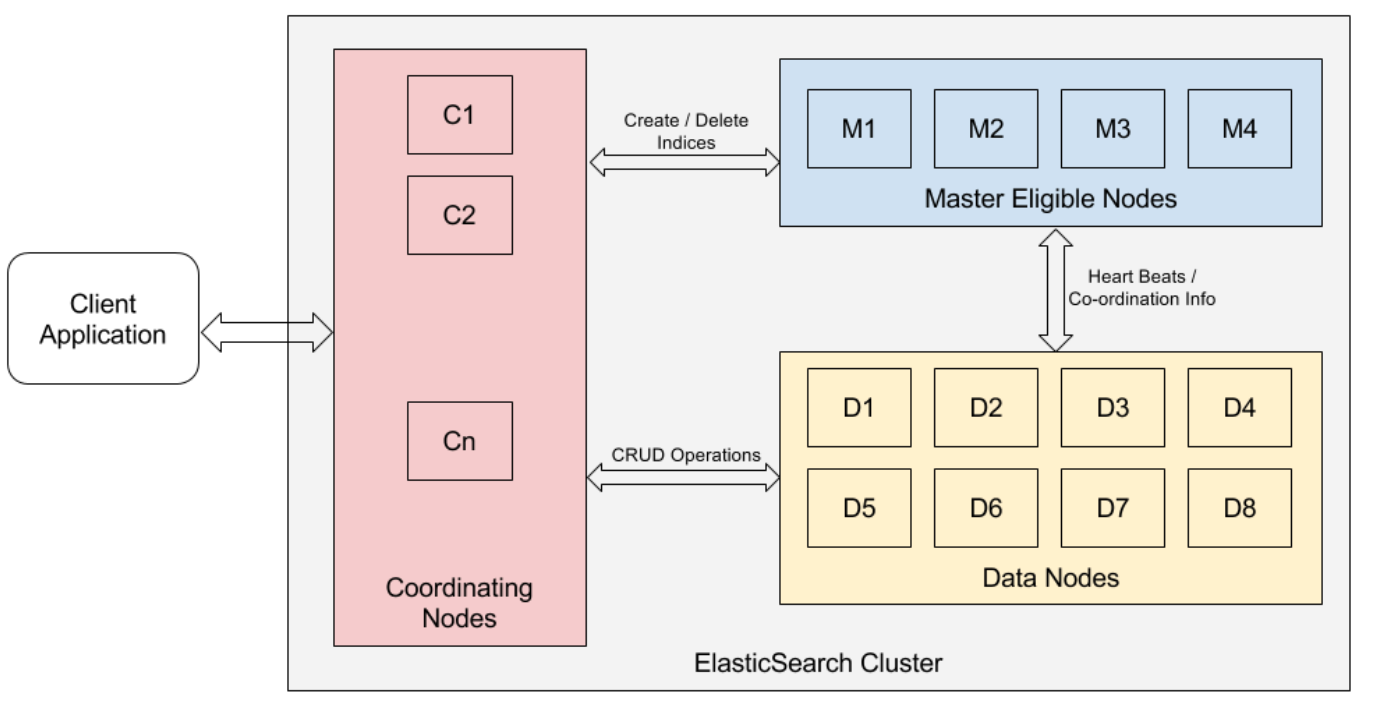 Client
Application
C1
C2
Cn
Coordinating
Nodes
Create / Delete
Indices
CRUD Operations
M1 M2 M3 M4
Master Eligible Nodes
Heart Beats /
Co-ordination Info
D1 D2 D3 D4
D5 D6 D7 D8
Data Nodes
ElasticSearch Cluster